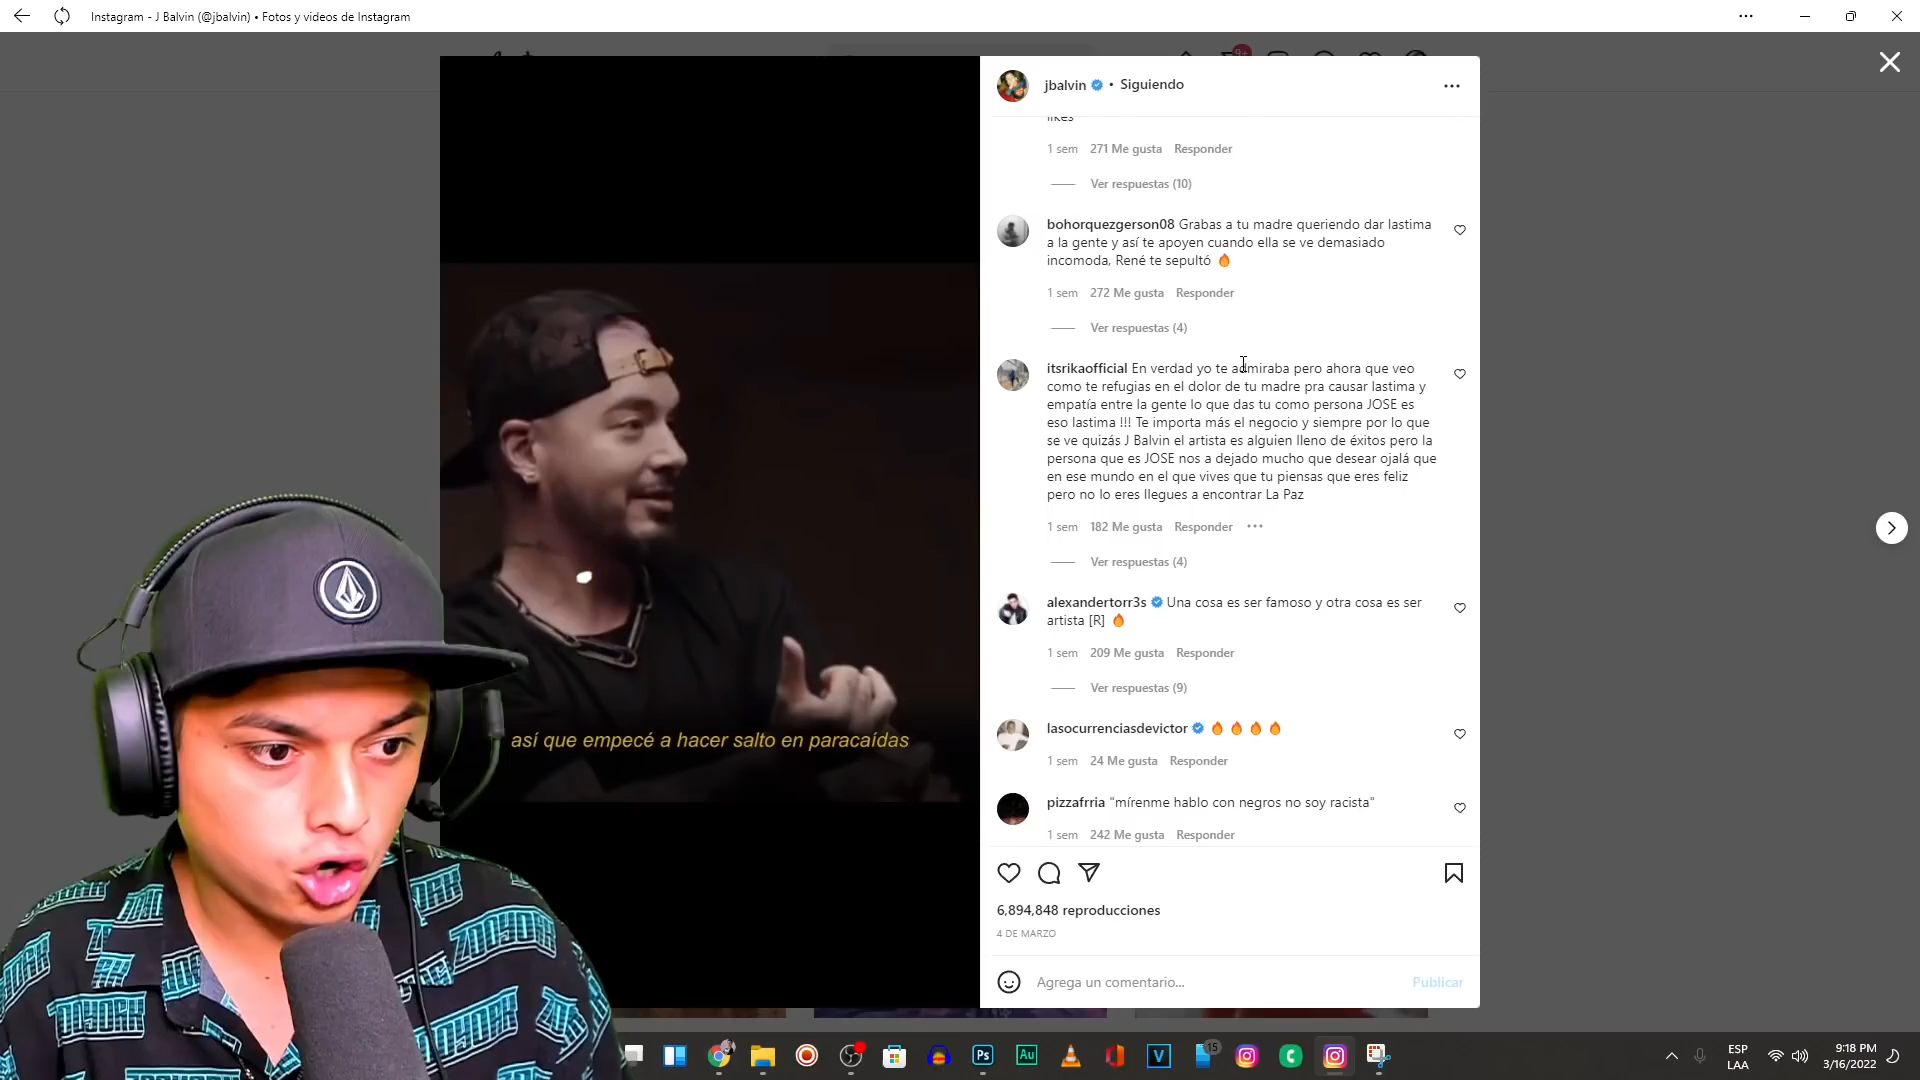 Instagram - J Balvin (@jbalvin) • Fotos y videos de Instagram
9+
jbalvin • Siguiendo
likes
1 sem 271 Me gusta Responder
Ver respuestas (10)
bohorquezgerson08 Grabas a tu madre queriendo dar lastima
a la gente y así te apoyen cuando ella se ve demasiado
incomoda, René te sepultó 🔥
1 sem 272 Me gusta Responder
Ver respuestas (4)
itsrikaofficial En verdad yo te admiraba pero ahora que veo
como te refugias en el dolor de tu madre pra causar lastima y
empatía entre la gente lo que das tu como persona JOSE es
eso lastima !!! Te importa más el negocio y siempre por lo que
se ve quizás J Balvin el artista es alguien lleno de éxitos pero la
persona que es JOSE nos a dejado mucho que desear ojalá que
en ese mundo en el que vives que tu piensas que eres feliz
pero no lo eres llegues a encontrar La Paz
1 sem 182 Me gusta Responder
Ver respuestas (4)
alexandertorr3s Una cosa es ser famoso y otra cosa es ser
artista [R] 🔥
1 sem 209 Me gusta Responder
Ver respuestas (9)
lasocurrenciasdevictor 🔥 🔥 🔥 🔥
1 sem 24 Me gusta Responder
pizzafrria "mírenme hablo con negros no soy racista"
1 sem 242 Me gusta Responder
6,894,848 reproducciones
4 DE MARZO
Agrega un comentario...
Publicar
así que empecé a hacer salto en paracaídas
Ps
Au
V
15
ESP
LAA
9:18 PM
3/16/2022